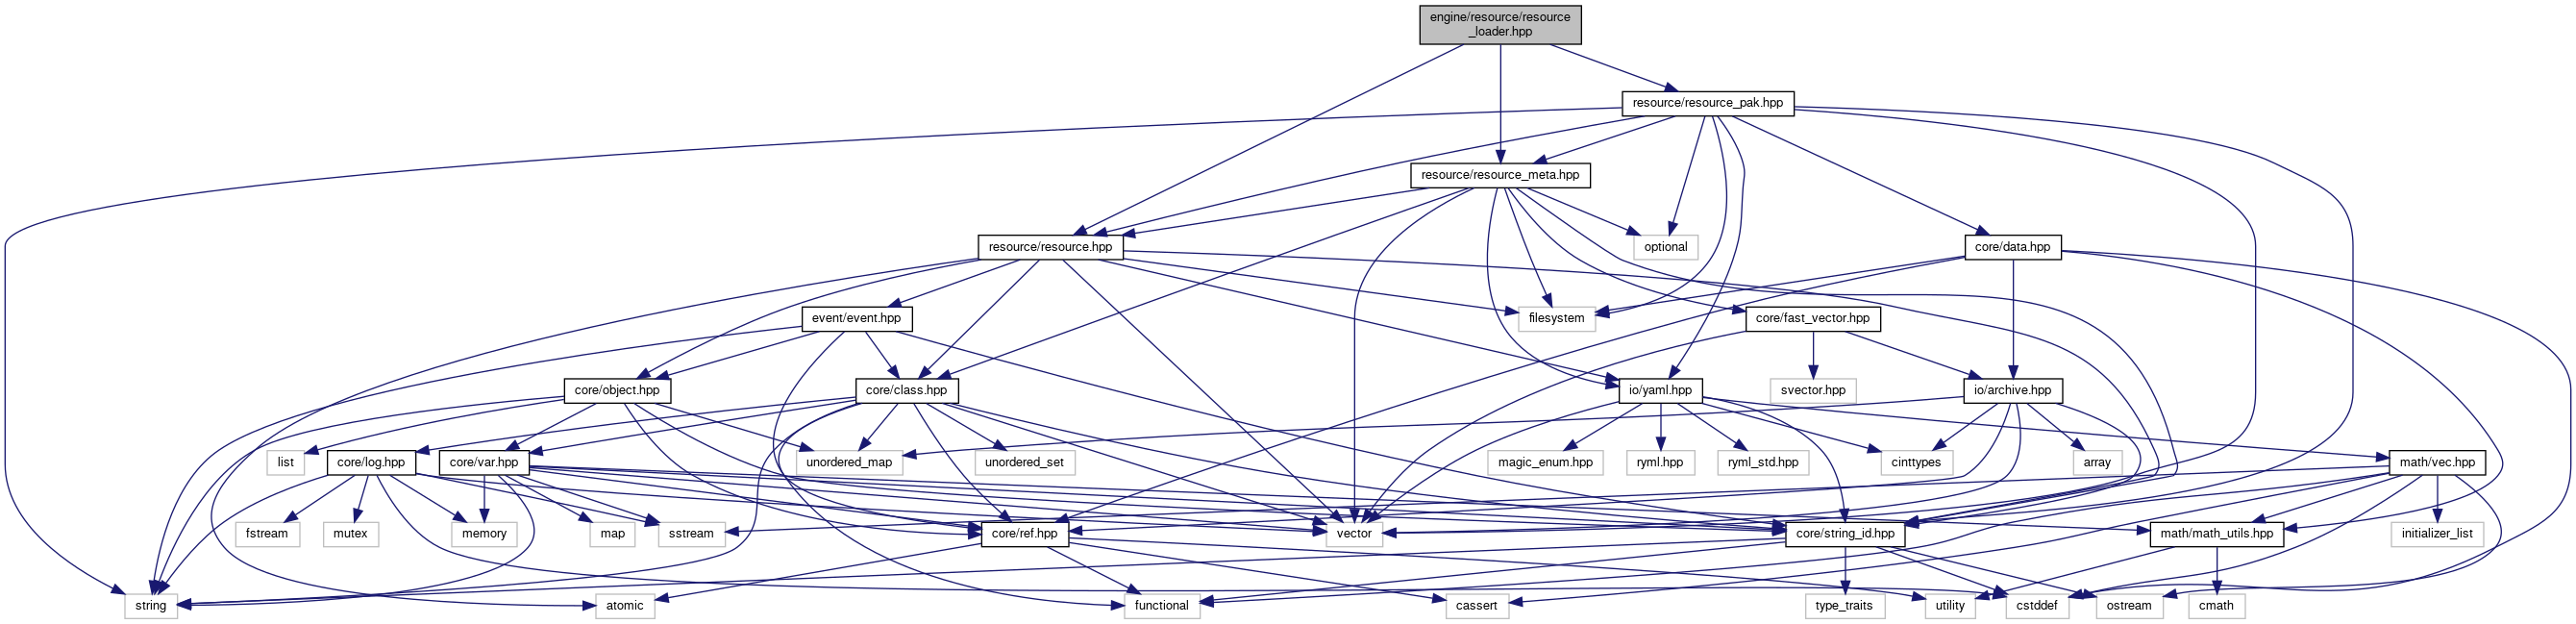 engine/resource/resource
_loader.hpp
resource/resource_pak.hpp
resource/resource_meta.hpp
resource/resource.hpp
optional
core/data.hpp
event/event.hpp
filesystem
core/fast_vector.hpp
core/object.hpp
core/class.hpp
io/yaml.hpp
svector.hpp
io/archive.hpp
list
core/log.hpp
core/var.hpp
unordered_map
unordered_set
magic_enum.hpp
ryml.hpp
ryml_std.hpp
cinttypes
array
math/vec.hpp
fstream
mutex
memory
map
sstream
core/ref.hpp
vector
core/string_id.hpp
math/math_utils.hpp
initializer_list
string
atomic
functional
cassert
type_traits
utility
cstddef
ostream
cmath